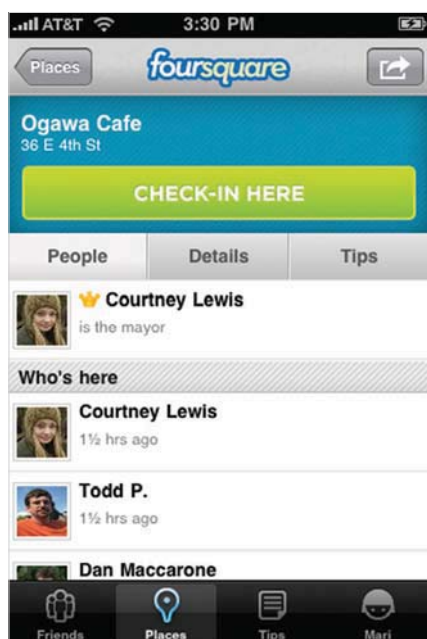 AT&T 3:30 PM
Places foursquare
Ogawa Cafe
36 E 4th St
CHECK-IN HERE
People Details Tips
Courtney Lewis
is the mayor
Who's here
Courtney Lewis
1½ hrs ago
Todd P.
1½ hrs ago
Dan Maccarone
Friends Places Tips Mari